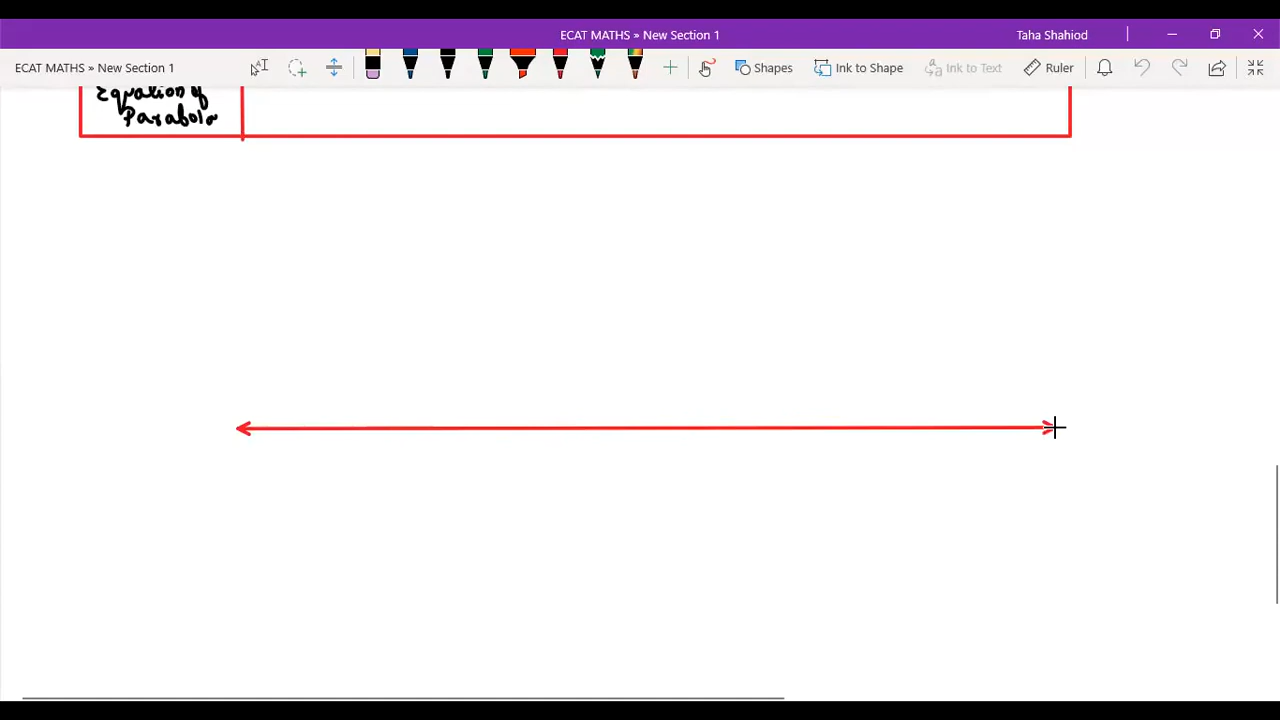 ECAT MATHS » New Section 1
Taha Shahiod
ECAT MATHS » New Section 1
Shapes
Ink to Shape
Ink to Text
Ruler
Equation of
Parabola